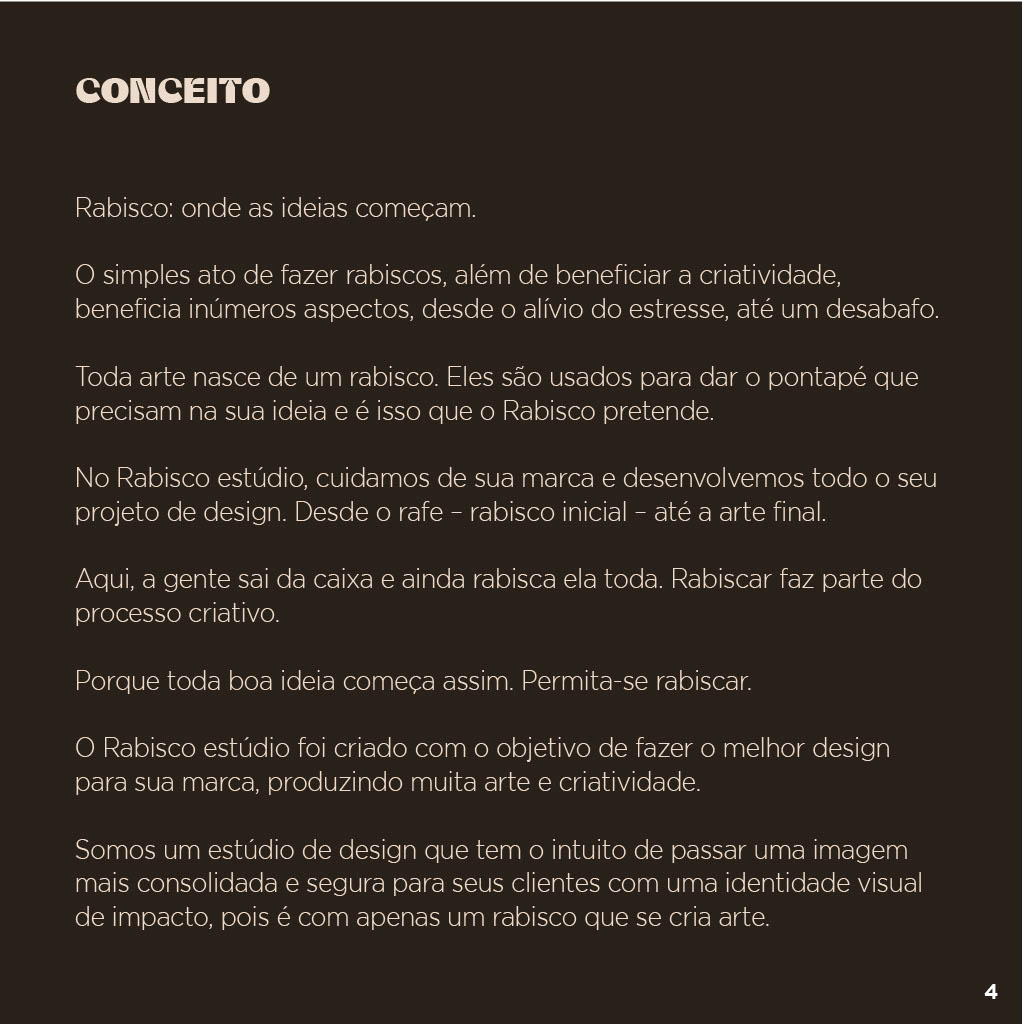 CONCEITO
Rabisco: onde as ideias começam.
O simples ato de fazer rabiscos, além de beneficiar a criatividade,
beneficia inúmeros aspectos, desde o alívio do estresse, até um desabafo.
Toda arte nasce de um rabisco. Eles são usados para dar o pontapé que
precisam na sua ideia e é isso que o Rabisco pretende.
No Rabisco estúdio, cuidamos de sua marca e desenvolvemos todo o seu
projeto de design. Desde o rafe – rabisco inicial – até a arte final.
Aqui, a gente sai da caixa e ainda rabisca ela toda. Rabiscar faz parte do
processo criativo.
Porque toda boa ideia começa assim. Permita-se rabiscar.
O Rabisco estúdio foi criado com o objetivo de fazer o melhor design
para sua marca, produzindo muita arte e criatividade.
Somos um estúdio de design que tem o intuito de passar uma imagem
mais consolidada e segura para seus clientes com uma identidade visual
de impacto, pois é com apenas um rabisco que se cria arte.
4